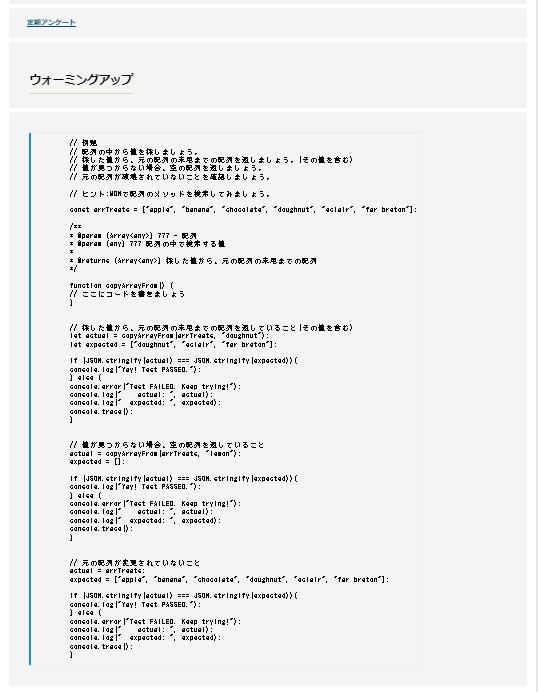 定期アンケート
ウォーミングアップ
// 例題
// 配列の中から値を探しましょう。
// 探した値から、元の配列の末尾までの配列を返しましょう。(その値を含む)
// 値が見つからない場合、空の配列を返しましょう。
// 元の配列が破壊されていないことを確認しましょう。
// ヒント:MDNで配列のメソッドを検索してみましょう。
const arrTreats = ["apple", "banana", "chocolate", "doughnut", "eclair", "far breton"];
/**
* @param {Array<any>} ??? - 配列
* @param {any} ??? 配列の中で検索する値
*
* @returns {Array<any>} 探した値から、元の配列の末尾までの配列
*/
function copyArrayFrom() {
// ここにコードを書きましょう
}
// 探した値から、元の配列の末尾までの配列を返していること(その値を含む)
let actual = copyArrayFrom(arrTreats, "doughnut");
let expected = ["doughnut", "eclair", "far breton"];
if (JSON.stringify(actual) === JSON.stringify(expected)){
console.log("Yay! Test PASSED.");
} else {
console.error("Test FAILED. Keep trying!");
console.log("    actual: ", actual);
console.log("  expected: ", expected);
console.trace();
}
// 値が見つからない場合、空の配列を返していること
actual = copyArrayFrom(arrTreats, "lemon");
expected = [];
if (JSON.stringify(actual) === JSON.stringify(expected)){
console.log("Yay! Test PASSED.");
} else {
console.error("Test FAILED. Keep trying!");
console.log("    actual: ", actual);
console.log("  expected: ", expected);
console.trace();
}
// 元の配列が変更されていないこと
actual = arrTreats;
expected = ["apple", "banana", "chocolate", "doughnut", "eclair", "far breton"];
if (JSON.stringify(actual) === JSON.stringify(expected)){
console.log("Yay! Test PASSED.");
} else {
console.error("Test FAILED. Keep trying!");
console.log("    actual: ", actual);
console.log("  expected: ", expected);
console.trace();
}